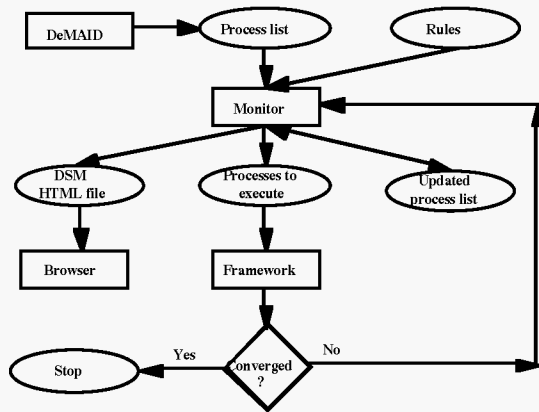 DeMAID
Process list
Rules
Monitor
DSM
HTML file
Processes to
execute
Updated
process list
Browser
Framework
Yes
No
Converged
?
Stop